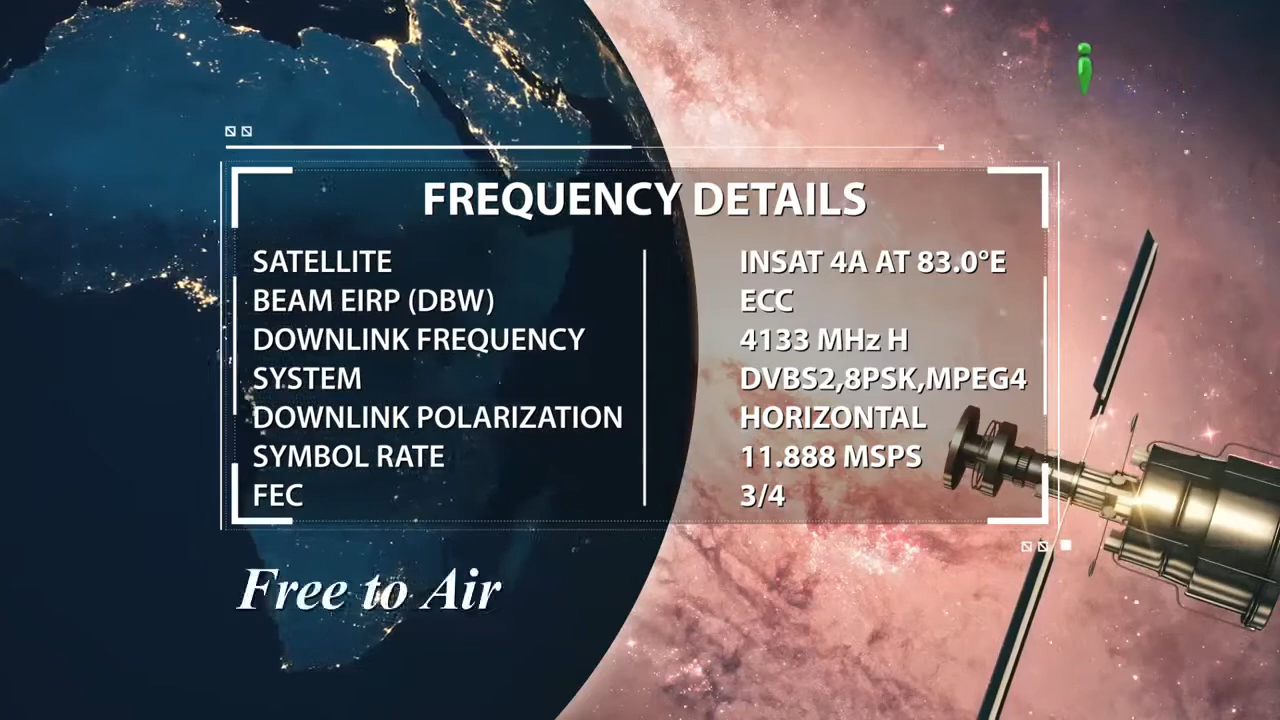 FREQUENCY DETAILS
SATELLITE INSAT 4A AT 83.0°E
BEAM EIRP (DBW) ECC
DOWNLINK FREQUENCY 4133 MHz H
SYSTEM DVBS2,8PSK,MPEG4
DOWNLINK POLARIZATION HORIZONTAL
SYMBOL RATE 11.888 MSPS
FEC 3/4
Free to Air